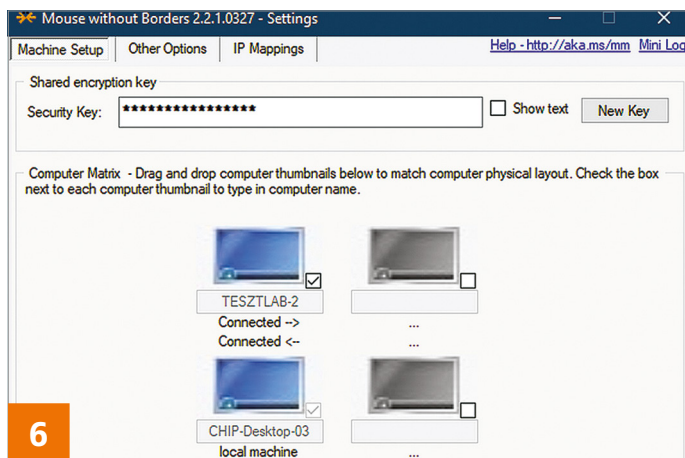 Mouse without Borders 2.2.1.0327 - Settings
Machine Setup Other Options IP Mappings Help - http://aka.ms/mm Mini Log
Shared encryption key
Security Key: **************** Show text New Key
Computer Matrix - Drag and drop computer thumbnails below to match computer physical layout. Check the box
next to each computer thumbnail to type in computer name.
TESZTLAB-2
Connected --> ...
Connected <-- ...
CHIP-Desktop-03
local machine ...
6